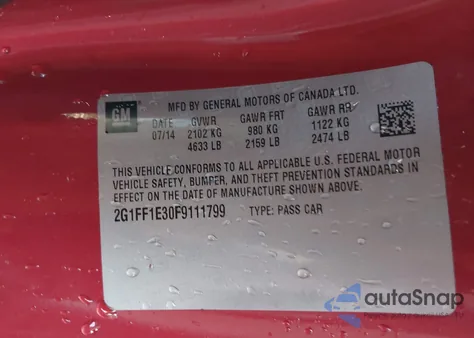 GM
MFD BY GENERAL MOTORS OF CANADA LTD.
DATE GVWR GAWR FRT GAWR RR
07/14 2102 KG 980 KG 1122 KG
4633 LB 2159 LB 2474 LB
THIS VEHICLE CONFORMS TO ALL APPLICABLE U.S. FEDERAL MOTOR
VEHICLE SAFETY, BUMPER, AND THEFT PREVENTION STANDARDS IN
EFFECT ON THE DATE OF MANUFACTURE SHOWN ABOVE.
2G1FF1E30F9111799 TYPE: PASS CAR
autoSnap